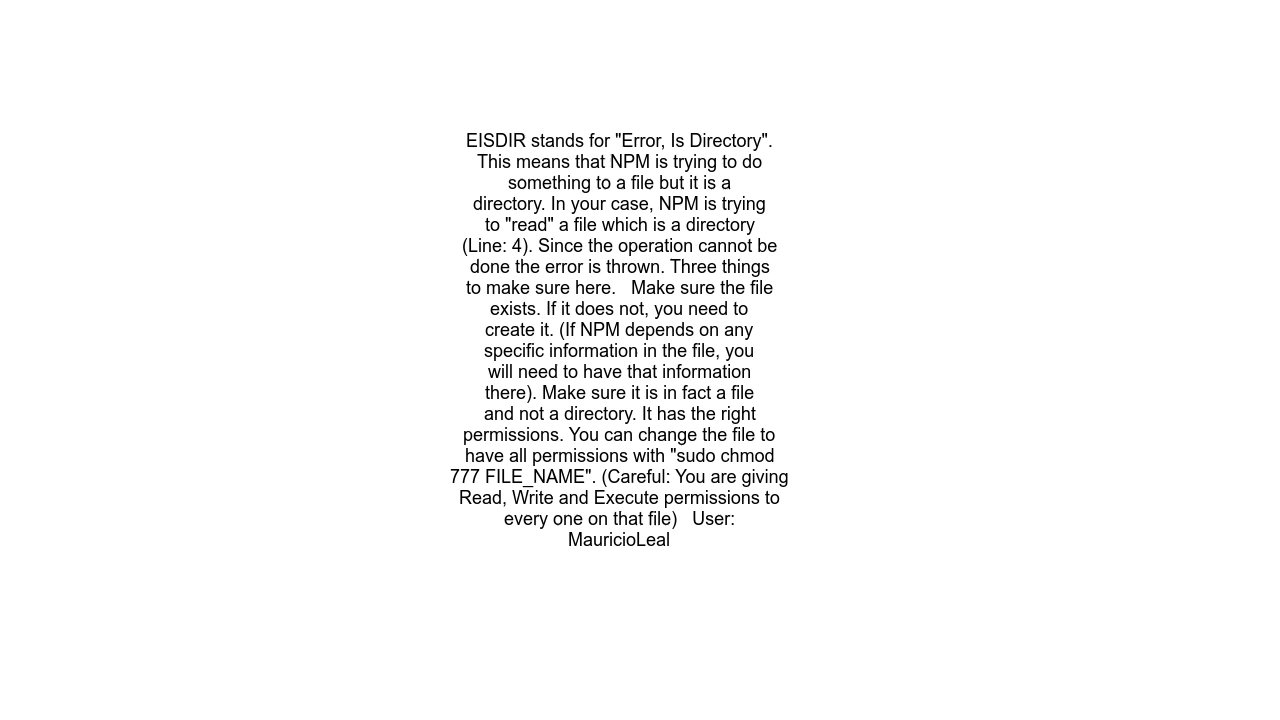 EISDIR stands for "Error, Is Directory".
This means that NPM is trying to do
something to a file but it is a
directory. In your case, NPM is trying
to "read" a file which is a directory
(Line: 4). Since the operation cannot be
done the error is thrown. Three things
to make sure here.   Make sure the file
exists. If it does not, you need to
create it. (If NPM depends on any
specific information in the file, you
will need to have that information
there). Make sure it is in fact a file
and not a directory. It has the right
permissions. You can change the file to
have all permissions with "sudo chmod
777 FILE_NAME". (Careful: You are giving
Read, Write and Execute permissions to
every one on that file)   User:
MauricioLeal